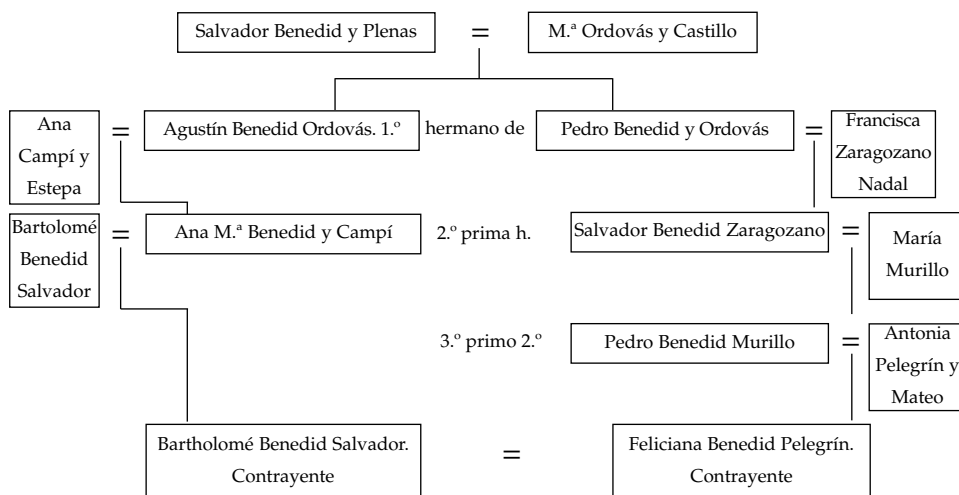 Salvador Benedid y Plenas = M.ª Ordovás y Castillo
Ana
Campí y
Estepa
= Agustín Benedid Ordovás. 1.º hermano de Pedro Benedid y Ordovás =
Francisca
Zaragozano
Nadal
Bartolomé
Benedid
Salvador
= Ana M.ª Benedid y Campí 2.º prima h. Salvador Benedid Zaragozano =
María
Murillo
3.º primo 2.º Pedro Benedid Murillo =
Antonia
Pelegrín y
Mateo
Bartholomé Benedid Salvador.
Contrayente
=
Feliciana Benedid Pelegrín.
Contrayente